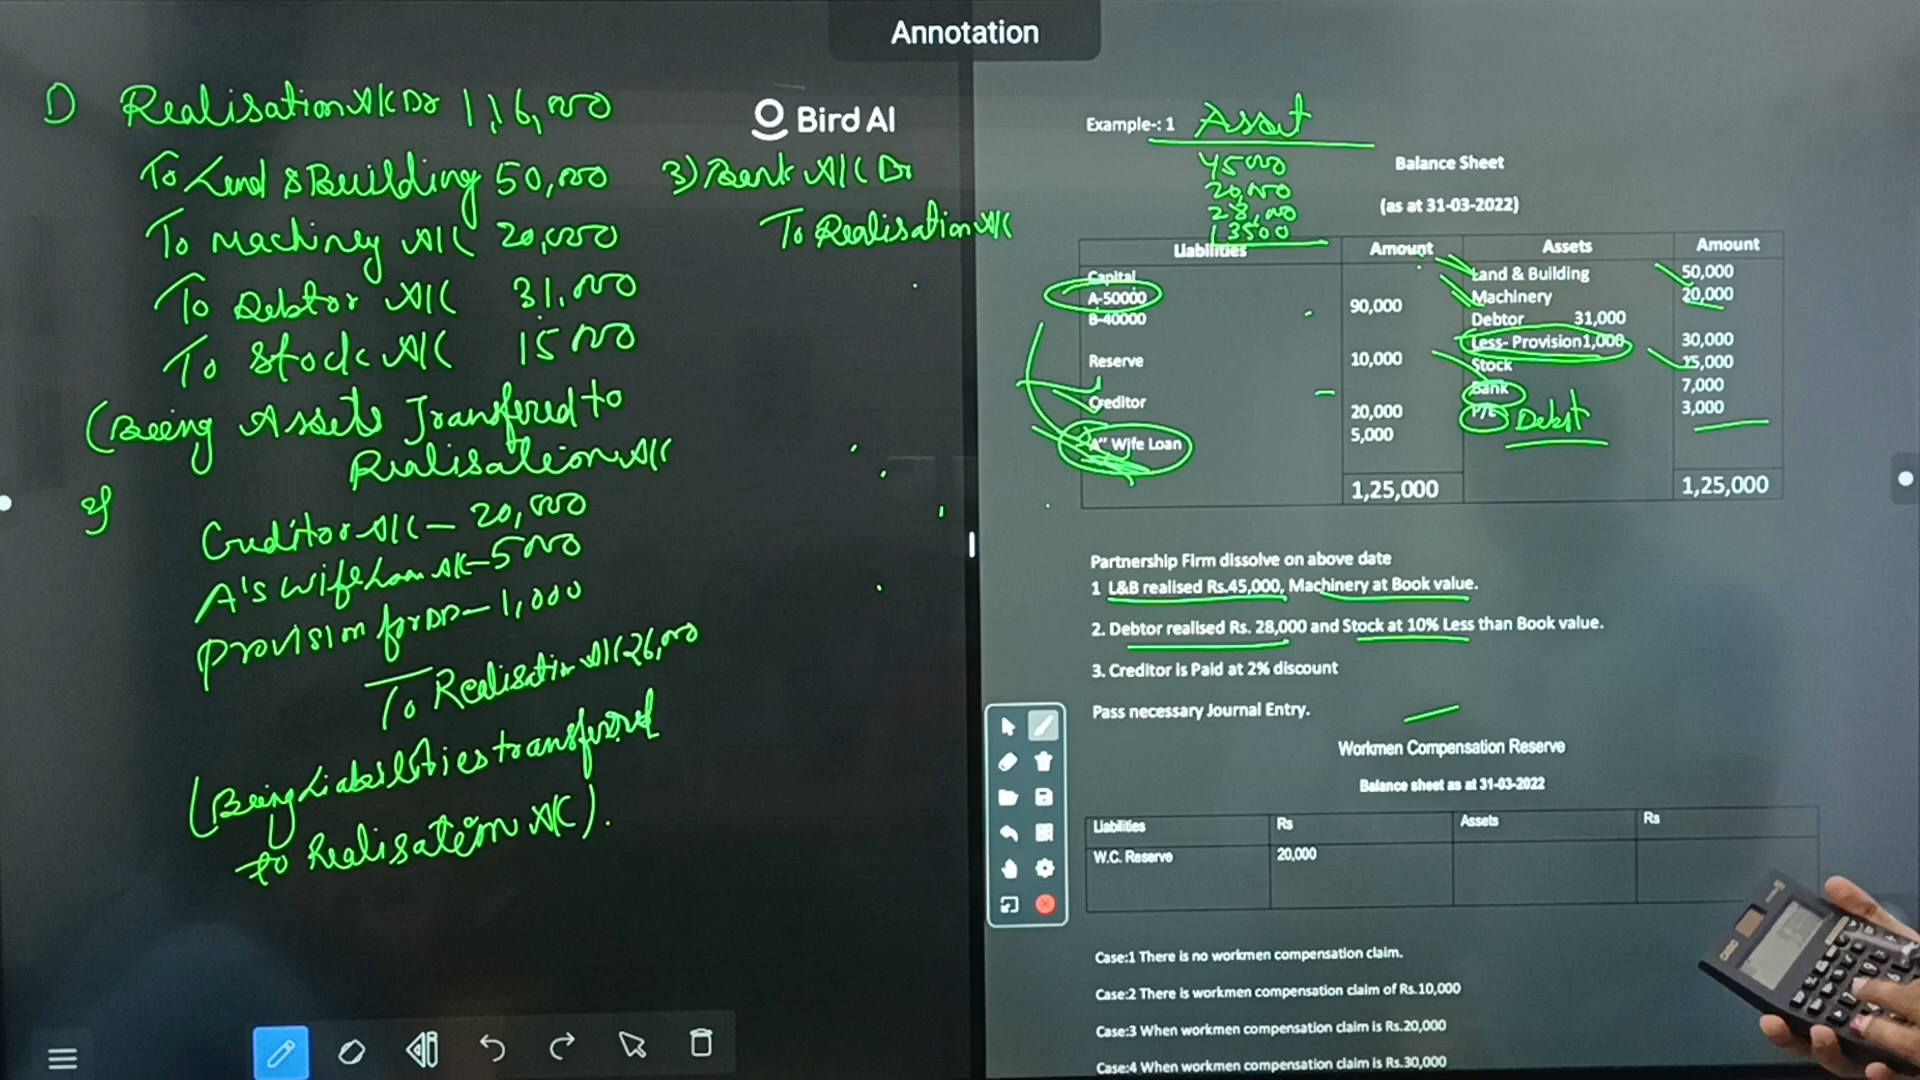 Annotation
1) Realisation A/C Dr 1,16,000
To Land & Building 50,000
To Machinery A/C 20,000
To Debtor A/C 31,000
To Stock A/C 15000
(Being Assets Transfered to
Realisation A/C
Creditor A/C - 20,000
A's wife Loan A/C - 5000
Provision for DD - 1,000
To Realisation A/C 26,000
(Being Liabilities transfered
to Realisation A/C).
Bird AI
3) Bank A/C Dr
To Realisation A/C
Example-: 1 Asset
45000
20,000
28,000
13500
Balance Sheet
(as at 31-03-2022)
Liabilities Amount Assets Amount
Capital Land & Building 50,000
A-50000 90,000 Machinery 20,000
B-40000 Debtor 31,000
Less- Provision1,000 30,000
Reserve 10,000 Stock 15,000
Bank 7,000
Creditor 20,000 P/L Debit 3,000
A" Wife Loan 5,000
1,25,000 1,25,000
Partnership Firm dissolve on above date
1 L&B realised Rs.45,000, Machinery at Book value.
2. Debtor realised Rs. 28,000 and Stock at 10% Less than Book value.
3. Creditor is Paid at 2% discount
Pass necessary Journal Entry.
Workmen Compensation Reserve
Balance sheet as at 31-03-2022
Liabilities Rs Assets Rs
W.C. Reserve 20,000
Case:1 There is no workmen compensation claim.
Case:2 There is workmen compensation claim of Rs.10,000
Case:3 When workmen compensation claim is Rs.20,000
Case:4 When workmen compensation claim is Rs.30,000
CASIO